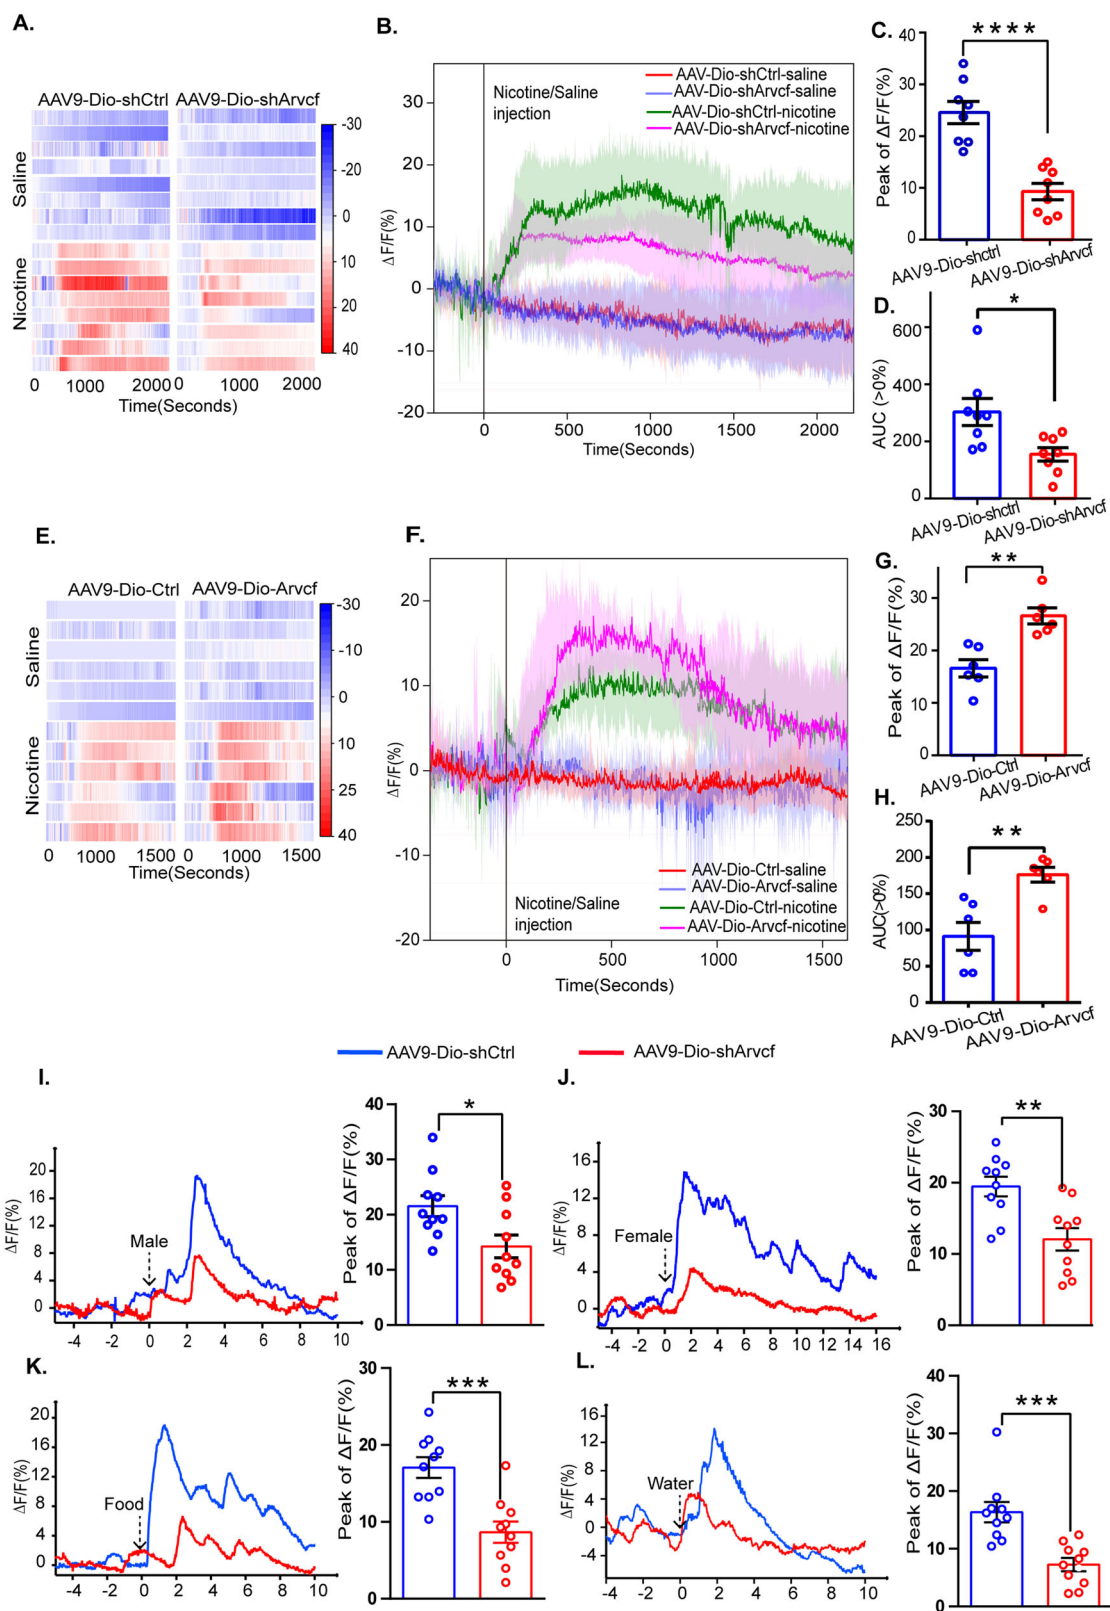 A.
AAV9-Dio-shCtrl AAV9-Dio-shArvcf
Saline
Nicotine
-30
-20
0
10
20
40
0 1000 2000 0 1000 2000
Time(Seconds)
B.
Nicotine/Saline
injection
AAV-Dio-shCtrl-saline
AAV-Dio-shArvcf-saline
AAV-Dio-shCtrl-nicotine
AAV-Dio-shArvcf-nicotine
ΔF/F(%)
30
20
10
0
-10
-20
0 500 1000 1500 2000
Time(Seconds)
C.
****
Peak of ΔF/F(%)
40
30
20
10
0
AAV9-Dio-shctrl
AAV9-Dio-shArvcf
D.
*
AUC (>0%)
600
400
200
0
AAV9-Dio-shctrl
AAV9-Dio-shArvcf
E.
AAV9-Dio-Ctrl AAV9-Dio-Arvcf
Saline
Nicotine
-30
-10
0
10
25
40
0 1000 1500 0 1000 1500
Time(Seconds)
F.
ΔF/F(%)
20
10
0
-10
-20
Nicotine/Saline
injection
AAV-Dio-Ctrl-saline
AAV-Dio-Arvcf-saline
AAV-Dio-Ctrl-nicotine
AAV-Dio-Arvcf-nicotine
0 500 1000 1500
Time(Seconds)
G.
**
Peak of ΔF/F(%)
30
20
10
0
AAV9-Dio-Ctrl
AAV9-Dio-Arvcf
H.
**
AUC(>0%)
250
200
150
100
50
0
AAV9-Dio-Ctrl
AAV9-Dio-Arvcf
AAV9-Dio-shCtrl AAV9-Dio-shArvcf
I.
ΔF/F(%)
20
16
12
8
4
0
Male
-4 -2 0 2 4 6 8 10
Peak of ΔF/F(%)
40
30
20
10
0
*
J.
ΔF/F(%)
16
12
8
4
0
Female
-4 -2 0 2 4 6 8 10 12 14 16
Peak of ΔF/F(%)
30
20
10
0
**
K.
ΔF/F(%)
20
16
12
8
4
0
Food
-4 -2 0 2 4 6 8 10
Peak of ΔF/F(%)
30
20
10
0
***
L.
ΔF/F(%)
16
12
8
4
0
-4
Water
-4 -2 0 2 4 6 8 10
Peak of ΔF/F(%)
40
30
20
10
0
***